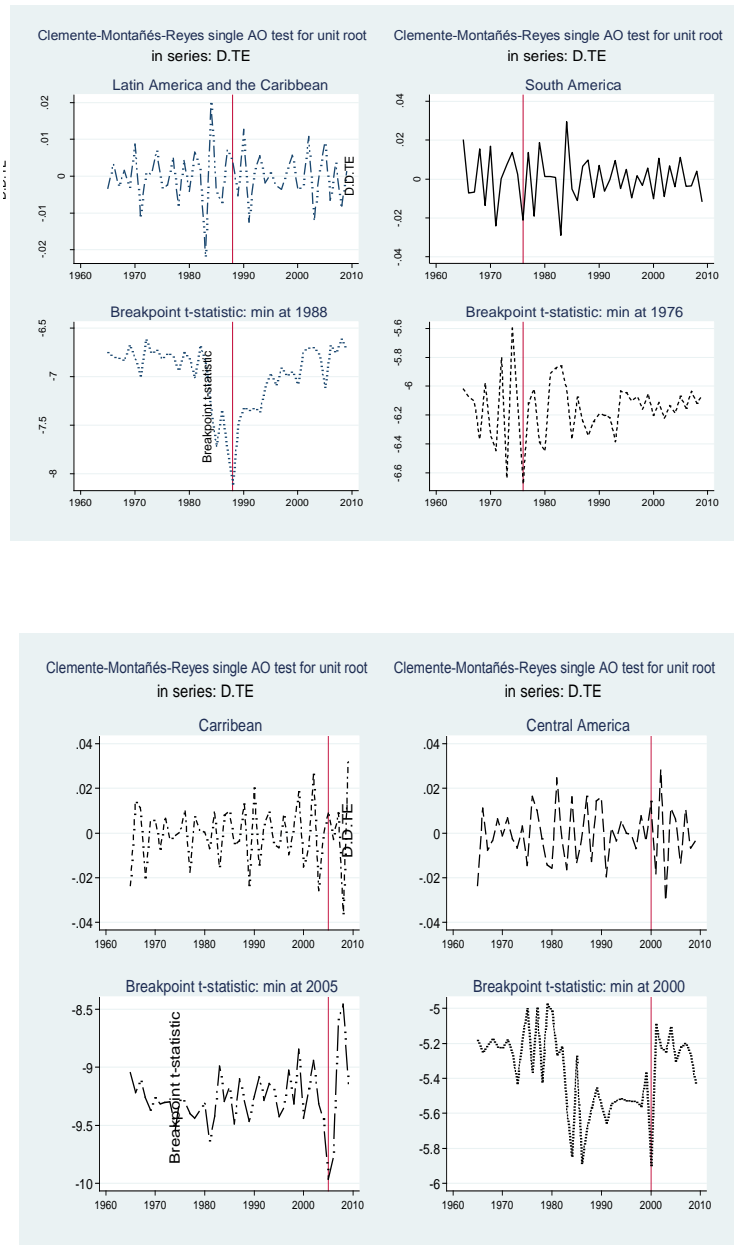 Clemente-Montañés-Reyes single AO test for unit root
in series: D.TE
Latin America and the Caribbean
.02
.01
0
-.01
-.02
D.D.TE
1960 1970 1980 1990 2000 2010
Breakpoint t-statistic: min at 1988
-6.5
-7
-7.5
-8
Breakpoint t-statistic
1960 1970 1980 1990 2000 2010
Clemente-Montañés-Reyes single AO test for unit root
in series: D.TE
South America
.04
.02
0
-.02
-.04
D.D.TE
1960 1970 1980 1990 2000 2010
Breakpoint t-statistic: min at 1976
-5.6
-5.8
-6
-6.2
-6.4
-6.6
1960 1970 1980 1990 2000 2010
Clemente-Montañés-Reyes single AO test for unit root
in series: D.TE
Carribean
.04
.02
0
-.02
-.04
1960 1970 1980 1990 2000 2010
Breakpoint t-statistic: min at 2005
-8.5
-9
-9.5
-10
Breakpoint t-statistic
1960 1970 1980 1990 2000 2010
Clemente-Montañés-Reyes single AO test for unit root
in series: D.TE
Central America
.04
.02
0
-.02
-.04
D.D.TE
1960 1970 1980 1990 2000 2010
Breakpoint t-statistic: min at 2000
-5
-5.2
-5.4
-5.6
-5.8
-6
1960 1970 1980 1990 2000 2010